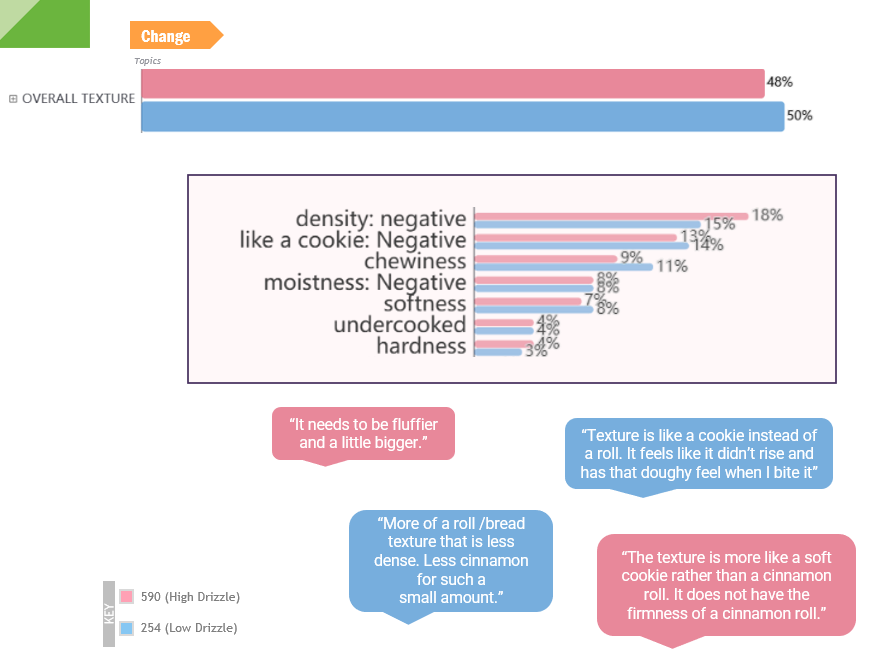 Change
Topics
OVERALL TEXTURE
48%
50%
density: negative
18%
15%
like a cookie: Negative
13%
14%
chewiness
9%
11%
moistness: Negative
8%
8%
softness
7%
8%
undercooked
4%
4%
hardness
4%
3%
“It needs to be fluffier
and a little bigger.”
“Texture is like a cookie instead of
a roll. It feels like it didn’t rise and
has that doughy feel when I bite it”
“More of a roll /bread
texture that is less
dense. Less cinnamon
for such a
small amount.”
“The texture is more like a soft
cookie rather than a cinnamon
roll. It does not have the
firmness of a cinnamon roll.”
KEY
590 (High Drizzle)
254 (Low Drizzle)